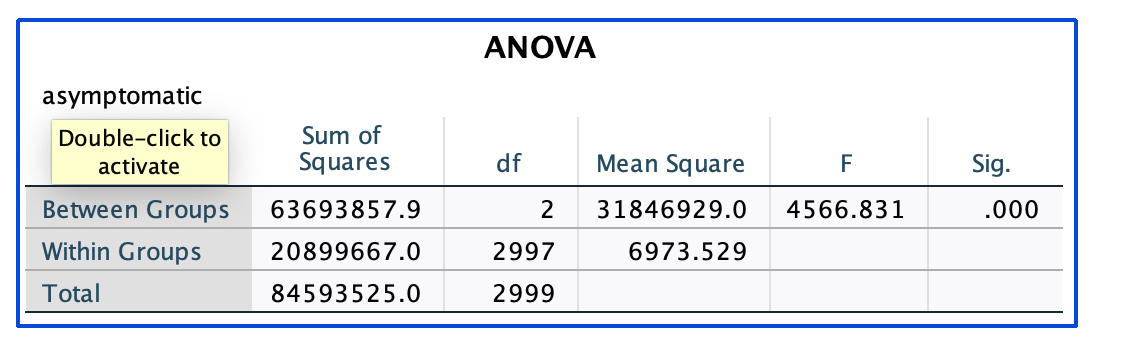 ANOVA
asymptomatic
Double-click to
activate
Sum of
Squares df Mean Square F Sig.
Between Groups 63693857.9 2 31846929.0 4566.831 .000
Within Groups 20899667.0 2997 6973.529
Total 84593525.0 2999